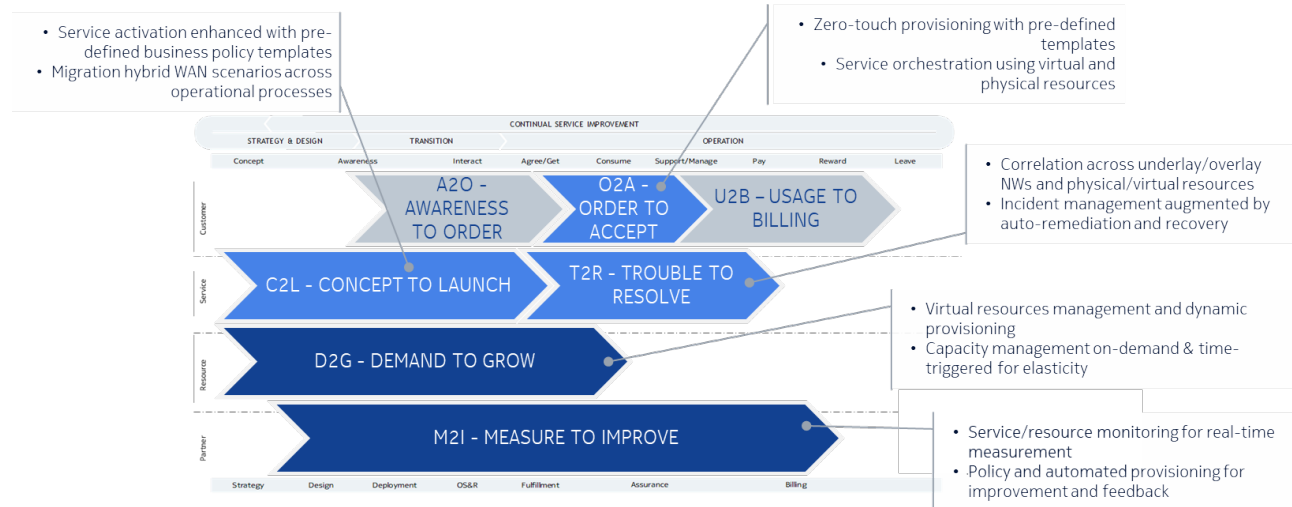 • Service activation enhanced with pre-
defined business policy templates
• Migration hybrid WAN scenarios across
operational processes
• Zero-touch provisioning with pre-defined
templates
• Service orchestration using virtual and
physical resources
CONTINUAL SERVICE IMPROVEMENT
STRATEGY & DESIGN TRANSITION OPERATION
Concept Awareness Interact Agree/Get Consume Support/Manage Pay Reward Leave
Customer
A2O -
AWARENESS
TO ORDER
O2A -
ORDER TO
ACCEPT
U2B – USAGE TO
BILLING
• Correlation across underlay/overlay
NWs and physical/virtual resources
• Incident management augmented by
auto-remediation and recovery
Service
C2L - CONCEPT TO LAUNCH
T2R - TROUBLE TO
RESOLVE
• Virtual resources management and dynamic
provisioning
• Capacity management on-demand & time-
triggered for elasticity
Resource
D2G - DEMAND TO GROW
Partner
M2I - MEASURE TO IMPROVE
• Service/resource monitoring for real-time
measurement
• Policy and automated provisioning for
improvement and feedback
Strategy Design Deployment OS&R Fulfillment Assurance Billing